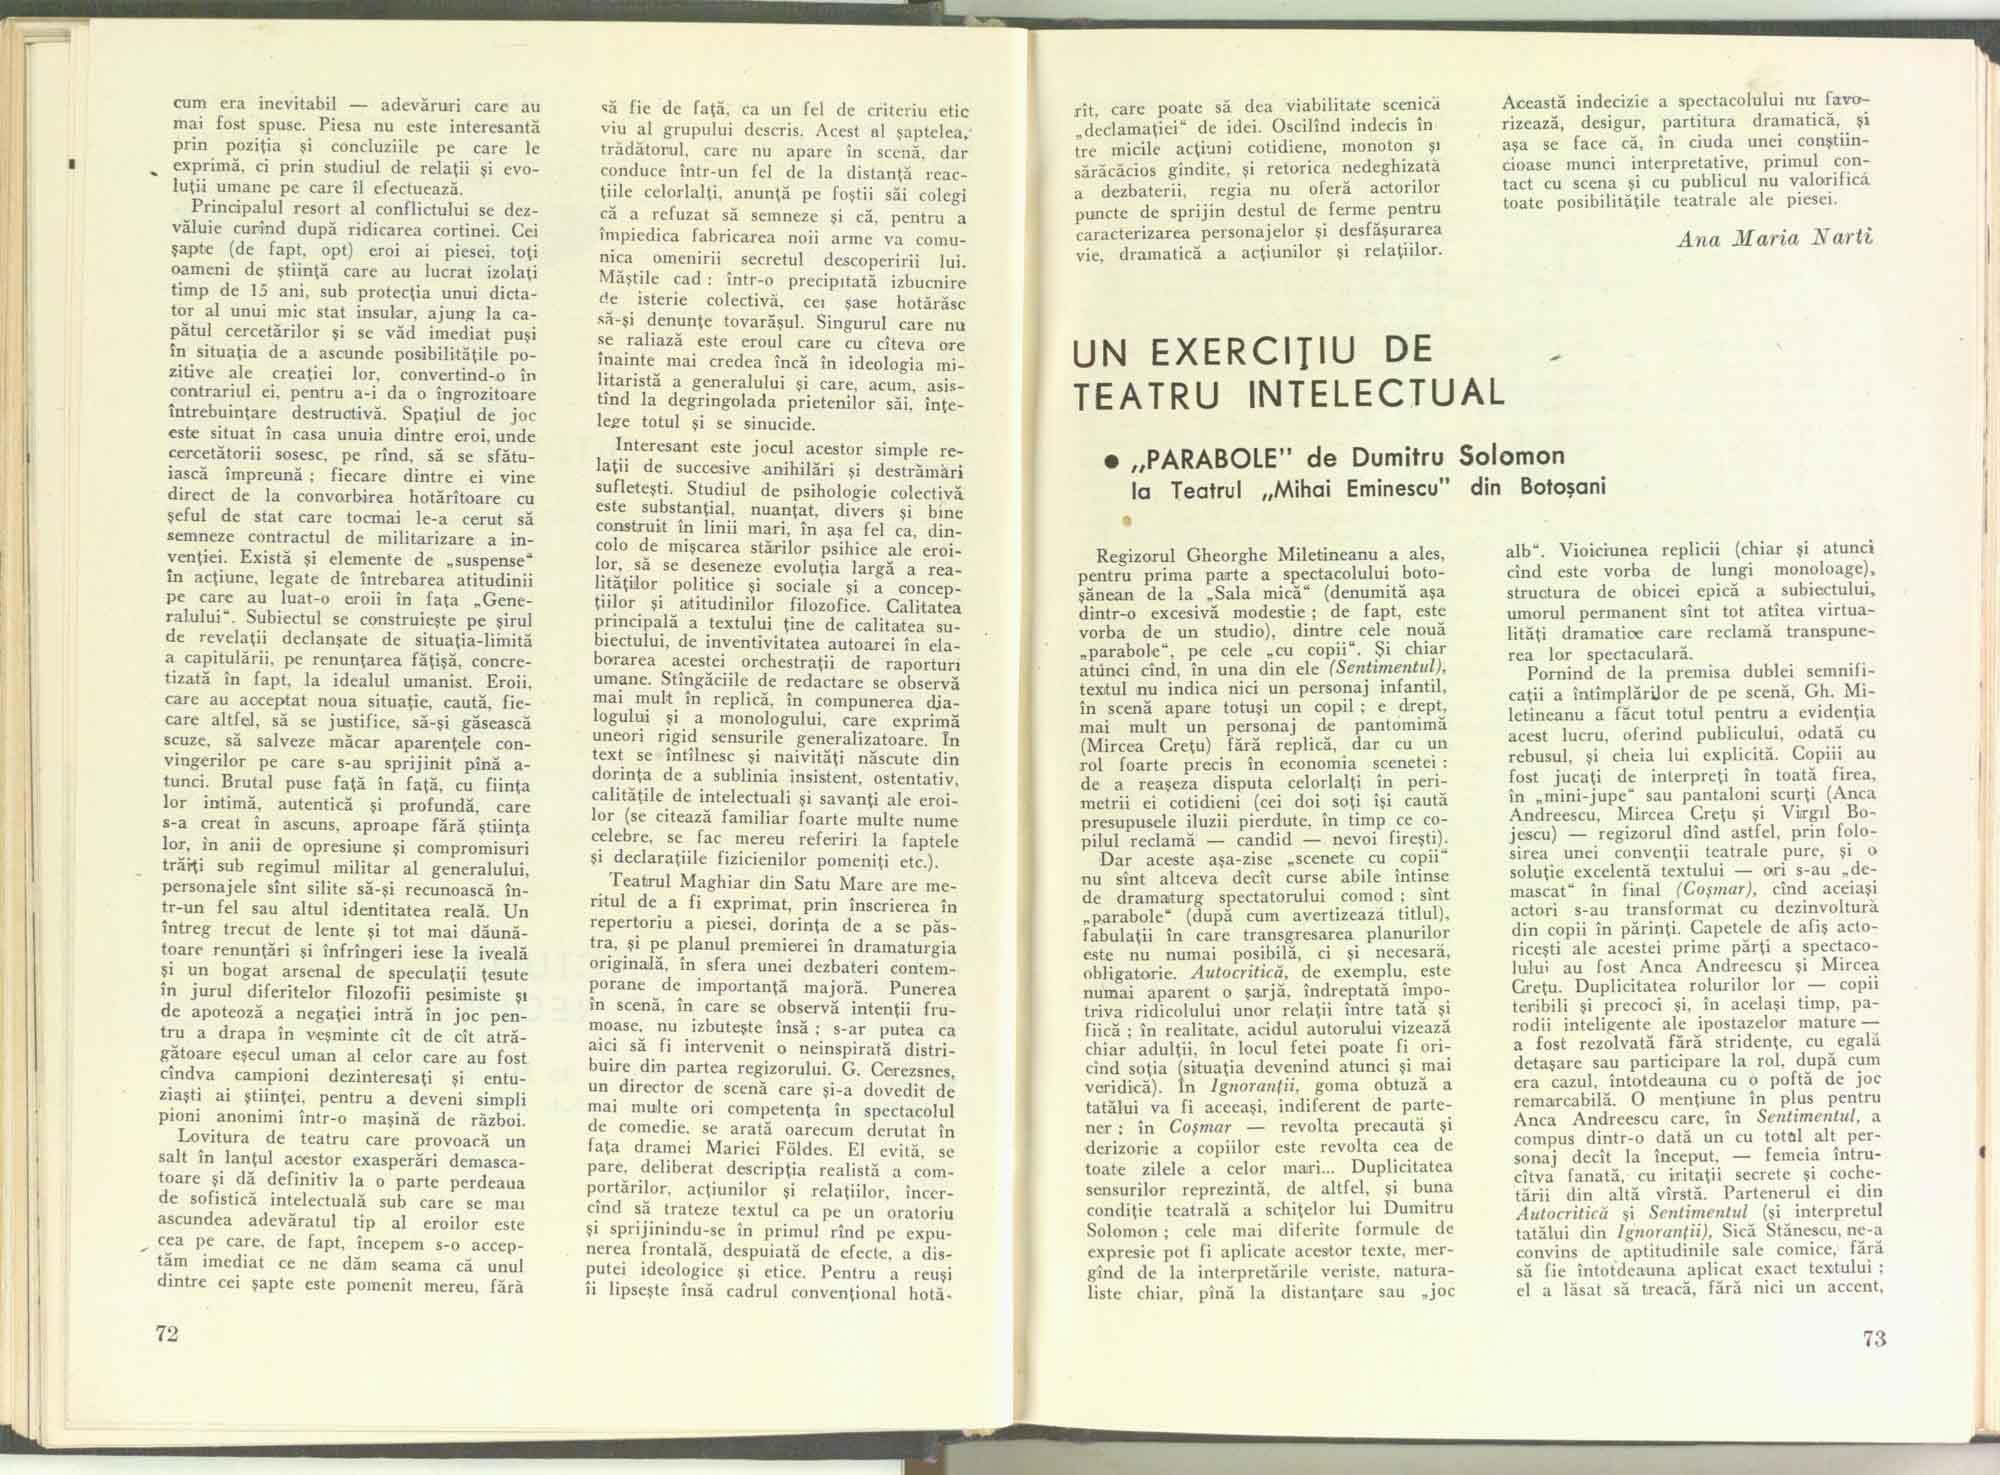 cum era inevitabil — adevăruri care au
mai fost spuse. Piesa nu este interesantă
prin poziția și concluziile pe care le
exprimă, ci prin studiul de relații și evo-
luții umane pe care îl efectuează.
Principalul resort al conflictului se dez-
văluie curînd după ridicarea cortinei. Cei
șapte (de fapt, opt) eroi ai piesei, toți
oameni de știință care au lucrat izolați
timp de 15 ani, sub protecția unui dicta-
tor al unui mic stat insular, ajung la ca-
pătul cercetărilor și se văd imediat puși
în situația de a ascunde posibilitățile po-
zitive ale creației lor, convertind-o în
contrariul ei, pentru a-i da o îngrozitoare
întrebuințare destructivă. Spațiul de joc
este situat în casa unuia dintre eroi, unde
cercetătorii sosesc, pe rînd, să se sfătu-
iască împreună ; fiecare dintre ei vine
direct de la convorbirea hotărîtoare cu
șeful de stat care tocmai le-a cerut să
semneze contractul de militarizare a in-
venției. Există și elemente de „suspense“
în acțiune, legate de întrebarea atitudinii
pe care au luat-o eroii în fața „Gene-
ralului“. Subiectul se construiește pe șirul
de revelații declanșate de situația-limită
a capitulării, pe renunțarea fățișă, concre-
tizată în fapt, la idealul umanist. Eroii,
care au acceptat noua situație, caută, fie-
care altfel, să se justifice, să-și găsească
scuze, să salveze măcar aparențele con-
vingerilor pe care s-au sprijinit pînă a-
tunci. Brutal puse față în față, cu ființa
lor intimă, autentică și profundă, care
s-a creat în ascuns, aproape fără știința
lor, în anii de opresiune și compromisuri
trăiți sub regimul militar al generalului,
personajele sînt silite să-și recunoască în-
tr-un fel sau altul identitatea reală. Un
întreg trecut de lente și tot mai dăună-
toare renunțări și înfrîngeri iese la iveală
și un bogat arsenal de speculații țesute
în jurul diferitelor filozofii pesimiste și
de apoteoză a negației intră în joc pen-
tru a drapa în veșminte cît de cît atră-
gătoare eșecul uman al celor care au fost
cîndva campioni dezinteresați și entu-
ziaști ai științei, pentru a deveni simpli
pioni anonimi într-o mașină de război.
Lovitura de teatru care provoacă un
salt în lanțul acestor exasperări demasca-
toare și dă definitiv la o parte perdeaua
de sofistică intelectuală sub care se mai
ascundea adevăratul tip al eroilor este
cea pe care, de fapt, începem s-o accep-
tăm imediat ce ne dăm seama că unul
dintre cei șapte este pomenit mereu, fără
72
să fie de față, ca un fel de criteriu etic
viu al grupului descris. Acest al șaptelea,
trădătorul, care nu apare în scenă, dar
conduce într-un fel de la distanță reac-
țiile celorlalți, anunță pe foștii săi colegi
că a refuzat să semneze și că, pentru a
împiedica fabricarea noii arme va comu-
nica omenirii secretul descoperirii lui.
Măștile cad : într-o precipitată izbucnire
de isterie colectivă, cei șase hotărăsc
să-și denunțe tovarășul. Singurul care nu
se raliază este eroul care cu cîteva ore
înainte mai credea încă în ideologia mi-
litaristă a generalului și care, acum, asis-
tînd la degringolada prietenilor săi, înțe-
lege totul și se sinucide.
Interesant este jocul acestor simple re-
lații de succesive anihilări și destrămări
sufletești. Studiul de psihologie colectivă
este substanțial, nuanțat, divers și bine
construit în linii mari, în așa fel ca, din-
colo de mișcarea stărilor psihice ale eroi-
lor, să se deseneze evoluția largă a rea-
lităților politice și sociale și a concep-
țiilor și atitudinilor filozofice. Calitatea
principală a textului ține de calitatea su-
biectului, de inventivitatea autoarei în ela-
borarea acestei orchestrații de raporturi
umane. Stîngăciile de redactare se observă
mai mult în replică, în compunerea dia-
logului și a monologului, care exprimă
uneori rigid sensurile generalizatoare. În
text se întîlnesc și naivități născute din
dorința de a sublinia insistent, ostentativ,
calitățile de intelectuali și savanți ale eroi-
lor (se citează familiar foarte multe nume
celebre, se fac mereu referiri la faptele
și declarațiile fizicienilor pomeniți etc.).
Teatrul Maghiar din Satu Mare are me-
ritul de a fi exprimat, prin înscrierea în
repertoriu a piesei, dorința de a se păs-
tra, și pe planul premierei în dramaturgia
originală, în sfera unei dezbateri contem-
porane de importanță majoră. Punerea
în scenă, în care se observă intenții fru-
moase, nu izbutește însă ; s-ar putea ca
aici să fi intervenit o neinspirată distri-
buire din partea regizorului. G. Cerezsnes,
un director de scenă care și-a dovedit de
mai multe ori competența în spectacolul
de comedie, se arată oarecum derutat în
fața dramei Mariei Földes. El evită, se
pare, deliberat descripția realistă a com-
portărilor, acțiunilor și relațiilor, încer-
cînd să trateze textul ca pe un oratoriu
și sprijinindu-se în primul rînd pe expu-
nerea frontală, despuiată de efecte, a dis-
putei ideologice și etice. Pentru a reuși
îi lipsește însă cadrul convențional hotă-
rît, care poate să dea viabilitate scenică
„declamației“ de idei. Oscilînd indecis în
tre micile acțiuni cotidiene, monoton și
sărăcăcios gîndite, și retorica nedeghizată
a dezbaterii, regia nu oferă actorilor
puncte de sprijin destul de ferme pentru
caracterizarea personajelor și desfășurarea
vie, dramatică a acțiunilor și relațiilor.
Această indecizie a spectacolului nu favo-
rizează, desigur, partitura dramatică, și
așa se face că, în ciuda unei conștiin-
cioase munci interpretative, primul con-
tact cu scena și cu publicul nu valorifică
toate posibilitățile teatrale ale piesei.
Ana Maria Narti
UN EXERCIȚIU DE
TEATRU INTELECTUAL
● „PARABOLE” de Dumitru Solomon
la Teatrul „Mihai Eminescu” din Botoșani
Regizorul Gheorghe Miletineanu a ales,
pentru prima parte a spectacolului boto-
șănean de la „Sala mică“ (denumită așa
dintr-o excesivă modestie ; de fapt, este
vorba de un studio), dintre cele nouă
„parabole“, pe cele „cu copii“. Și chiar
atunci cînd, în una din ele (Sentimentul),
textul nu indica nici un personaj infantil,
în scenă apare totuși un copil ; e drept,
mai mult un personaj de pantomimă
(Mircea Crețu) fără replică, dar cu un
rol foarte precis în economia scenetei :
de a reașeza disputa celorlalți în peri-
metrii ei cotidieni (cei doi soți își caută
presupusele iluzii pierdute, în timp ce co-
pilul reclamă — candid — nevoi firești).
Dar aceste așa-zise „scenete cu copii“
nu sînt altceva decît curse abile întinse
de dramaturg spectatorului comod ; sînt
„parabole“ (după cum avertizează titlul),
fabulații în care transgresarea planurilor
este nu numai posibilă, ci și necesară,
obligatorie. Autocritică, de exemplu, este
numai aparent o șarjă, îndreptată împo-
triva ridicolului unor relații între tată și
fiică ; în realitate, acidul autorului vizează
chiar adulții, în locul fetei poate fi ori-
cînd soția (situația devenind atunci și mai
veridică). În Ignoranții, goma obtuză a
tatălui va fi aceeași, indiferent de parte-
ner ; în Coșmar — revolta precaută și
derizorie a copiilor este revolta cea de
toate zilele a celor mari... Duplicitatea
sensurilor reprezintă, de altfel, și buna
condiție teatrală a schițelor lui Dumitru
Solomon ; cele mai diferite formule de
expresie pot fi aplicate acestor texte, mer-
gînd de la interpretările veriste, natura-
liste chiar, pînă la distanțare sau „joc
alb“. Vioiciunea replicii (chiar și atunci
cînd este vorba de lungi monoloage),
structura de obicei epică a subiectului,
umorul permanent sînt tot atîtea virtua-
lități dramatice care reclamă transpune-
rea lor spectaculară.
Pornind de la premisa dublei semnifi-
cații a întîmplărilor de pe scenă, Gh. Mi-
letineanu a făcut totul pentru a evidenția
acest lucru, oferind publicului, odată cu
rebusul, și cheia lui explicită. Copiii au
fost jucați de interpreți în toată firea,
în „mini-jupe“ sau pantaloni scurți (Anca
Andreescu, Mircea Crețu și Virgil Bo-
jescu) — regizorul dînd astfel, prin folo-
sirea unei convenții teatrale pure, și o
soluție excelentă textului — ori s-au „de-
mascat“ în final (Coșmar), cînd aceiași
actori s-au transformat cu dezinvoltură
din copii în părinți. Capetele de afiș acto-
ricești ale acestei prime părți a spectaco-
lului au fost Anca Andreescu și Mircea
Crețu. Duplicitatea rolurilor lor — copii
teribili și precoci și, în același timp, pa-
rodii inteligente ale ipostazelor mature —
a fost rezolvată fără stridențe, cu egală
detașare sau participare la rol, după cum
era cazul, întotdeauna cu o poftă de joc
remarcabilă. O mențiune în plus pentru
Anca Andreescu care, în Sentimentul, a
compus dintr-o dată un cu totul alt per-
sonaj decît la început, — femeia întru-
cîtva fanată, cu iritații secrete și coche-
tării din altă vîrstă. Partenerul ei din
Autocritică și Sentimentul (și interpretul
tatălui din Ignoranții), Sică Stănescu, ne-a
convins de aptitudinile sale comice, fără
să fie întotdeauna aplicat exact textului ;
el a lăsat să treacă, fără nici un accent,
73